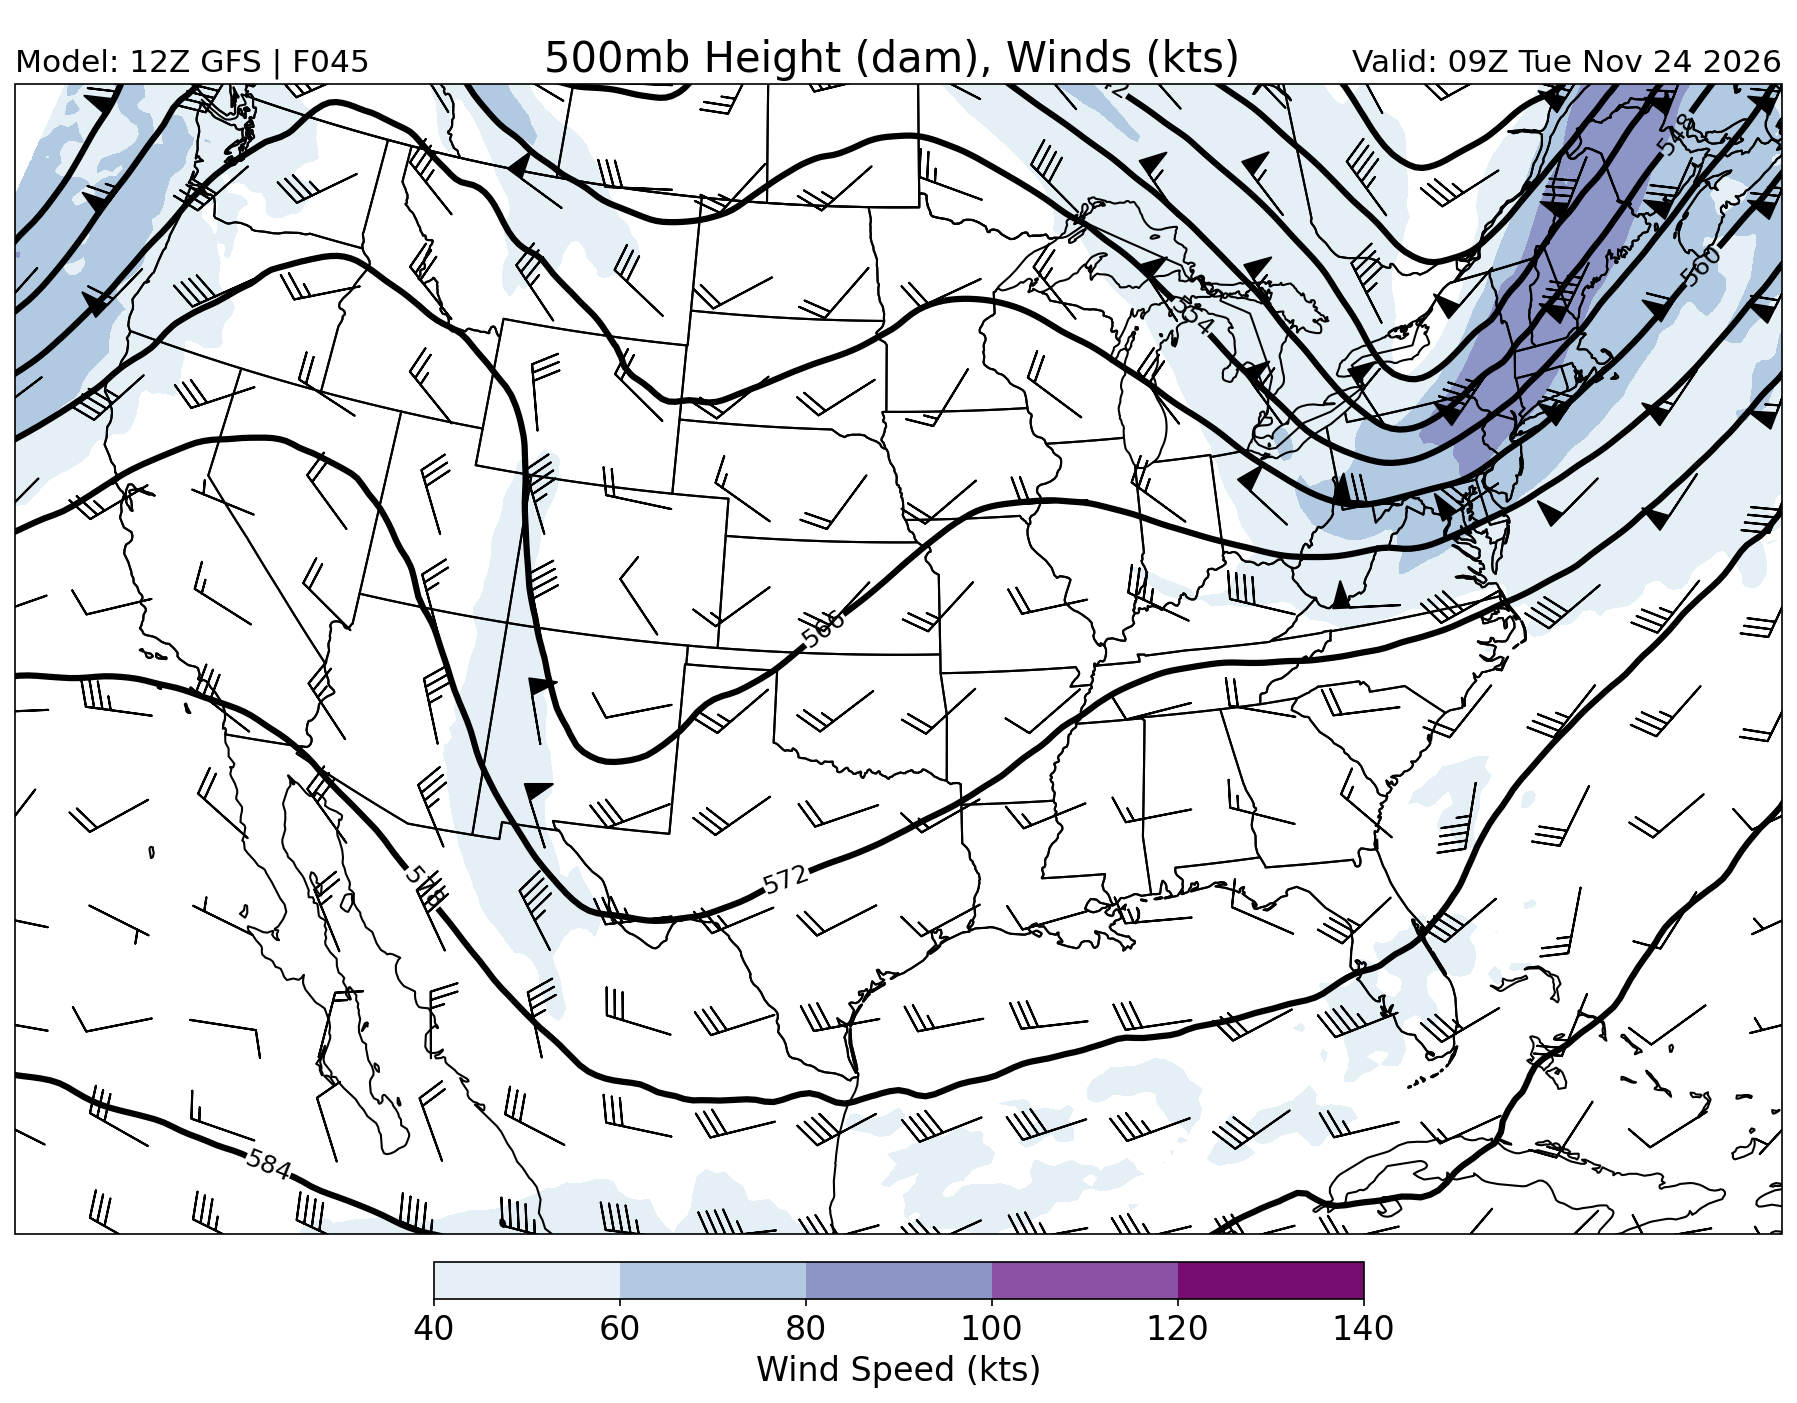 Model: 12Z GFS | F045
500mb Height (dam), Winds (kts)
Valid: 09Z Tue Nov 24 2026
548
560
554
566
572
578
584
40 60 80 100 120 140
Wind Speed (kts)